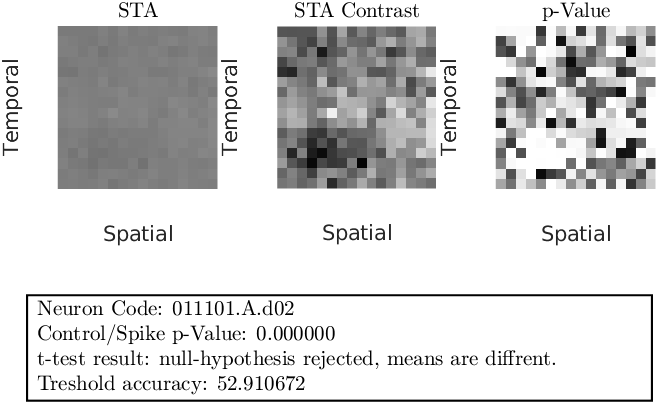 STA
STA Contrast
p-Value
Temporal
Temporal
Temporal
Spatial
Spatial
Spatial
Neuron Code: 011101.A.d02
Control/Spike p-Value: 0.000000
t-test result: null-hypothesis rejected, means are diffrent.
Treshold accuracy: 52.910672